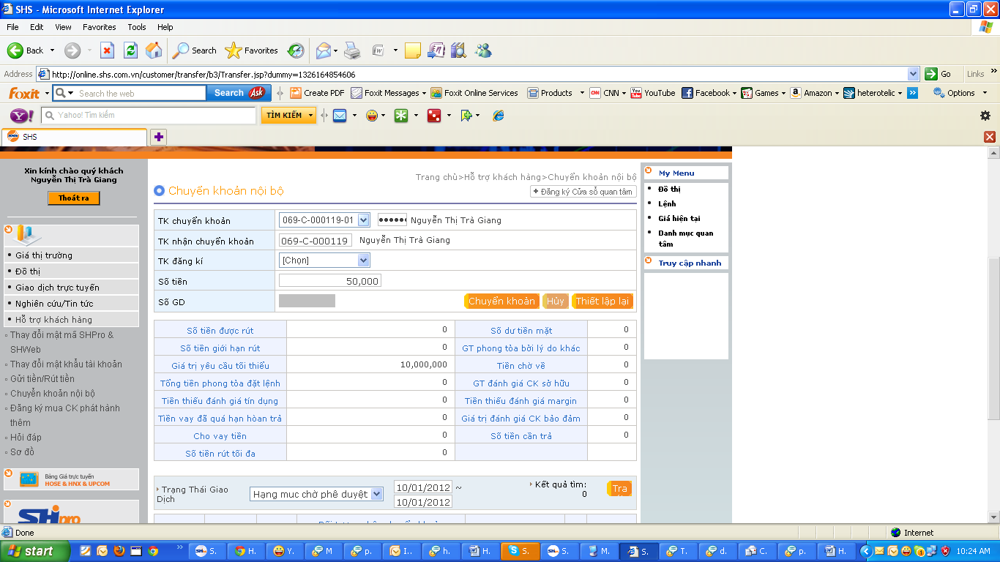 SHS - Microsoft Internet Explorer
File Edit View Favorites Tools Help
Back Search Favorites
Address http://online.shs.com.vn/customer/transfer/b3/Transfer.jsp?dummy=1326164854606 Go Links »
foxit Search the web Search Ask Create PDF Foxit Messages Foxit Online Services Products CNN YouTube Facebook Games Amazon heterotelic » Options
Y! Yahoo! Tìm kiếm TÌM KIẾM
SHS
Xin kính chào quý khách
Nguyễn Thị Trà Giang
Thoát ra
Giá thị trường
Đồ thị
Giao dịch trực tuyến
Nghiên cứu/Tin tức
Hỗ trợ khách hàng
Thay đổi mật mã SHPro &
SHWeb
Thay đổi mật khẩu tài khoản
Gửi tiền/Rút tiền
Chuyển khoản nội bộ
Đăng ký mua CK phát hành
thêm
Hỏi đáp
Sơ đồ
Bảng Giá trực tuyến
HOSE & HNX & UPCOM
SHpro
Trang chủ>Hỗ trợ khách hàng>Chuyển khoản nội bộ
Chuyển khoản nội bộ
+ Đăng ký Cửa sổ quan tâm
TK chuyển khoản 069-C-000119-01 ●●●●●● Nguyễn Thị Trà Giang
TK nhận chuyển khoản 069-C-000119 Nguyễn Thị Trà Giang
TK đăng kí [Chọn]
Số tiền 50,000
Số GD Chuyển khoản Hủy Thiết lập lại
Số tiền được rút 0 Số dư tiền mặt 0
Số tiền giới hạn rút 0 GT phong tỏa bởi lý do khác 0
Giá trị yêu cầu tối thiểu 10,000,000 Tiền chờ về 0
Tổng tiền phong tỏa đặt lệnh 0 GT đánh giá CK sở hữu 0
Tiền thiếu đánh giá tín dụng 0 Tiền thiếu đánh giá margin 0
Tiền vay đã quá hạn hòan trả 0 Giá trị đánh giá CK bảo đảm 0
Cho vay tiền 0 Số tiền cần trả 0
Số tiền rút tối đa 0
Trạng Thái Giao
Dịch
Hạng mục chờ phê duyệt
10/01/2012 ~
10/01/2012
Kết quả tìm:
0
Tra
My Menu
Đồ thị
Lệnh
Giá hiện tại
Danh mục quan
tâm
Truy cập nhanh
Done Internet
start » S. H. Y. M p. I.. h. H. S. S. M. S. T. d. C. p. H. 10:24 AM